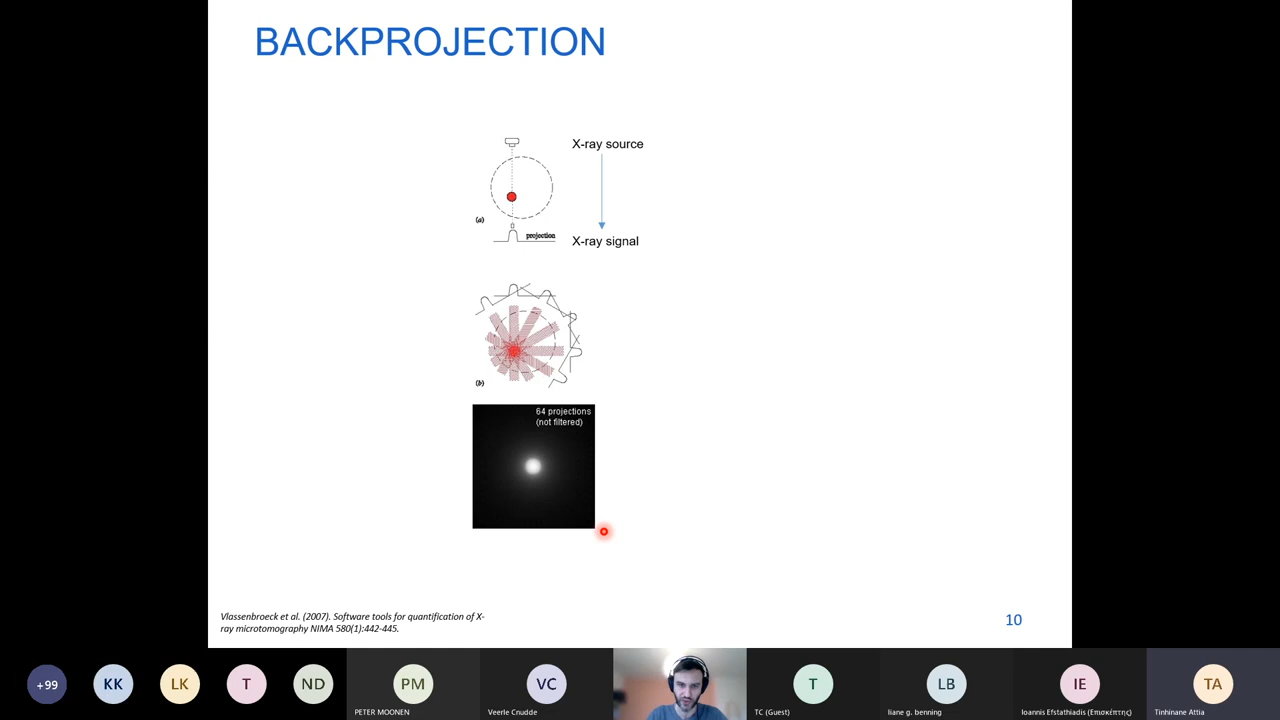 BACKPROJECTION
X-ray source
(a)
projection
X-ray signal
(b)
64 projections
(not filtered)
Vlassenbroeck et al. (2007). Software tools for quantification of X-
ray microtomography NIMA 580(1):442-445.
10
+99
KK
LK
T
ND
PM
PETER MOONEN
VC
Veerle Cnudde
T
TC (Guest)
LB
liane g. benning
IE
Ioannis Efstathiadis (Επισκέπτης)
TA
Tinhinane Attia